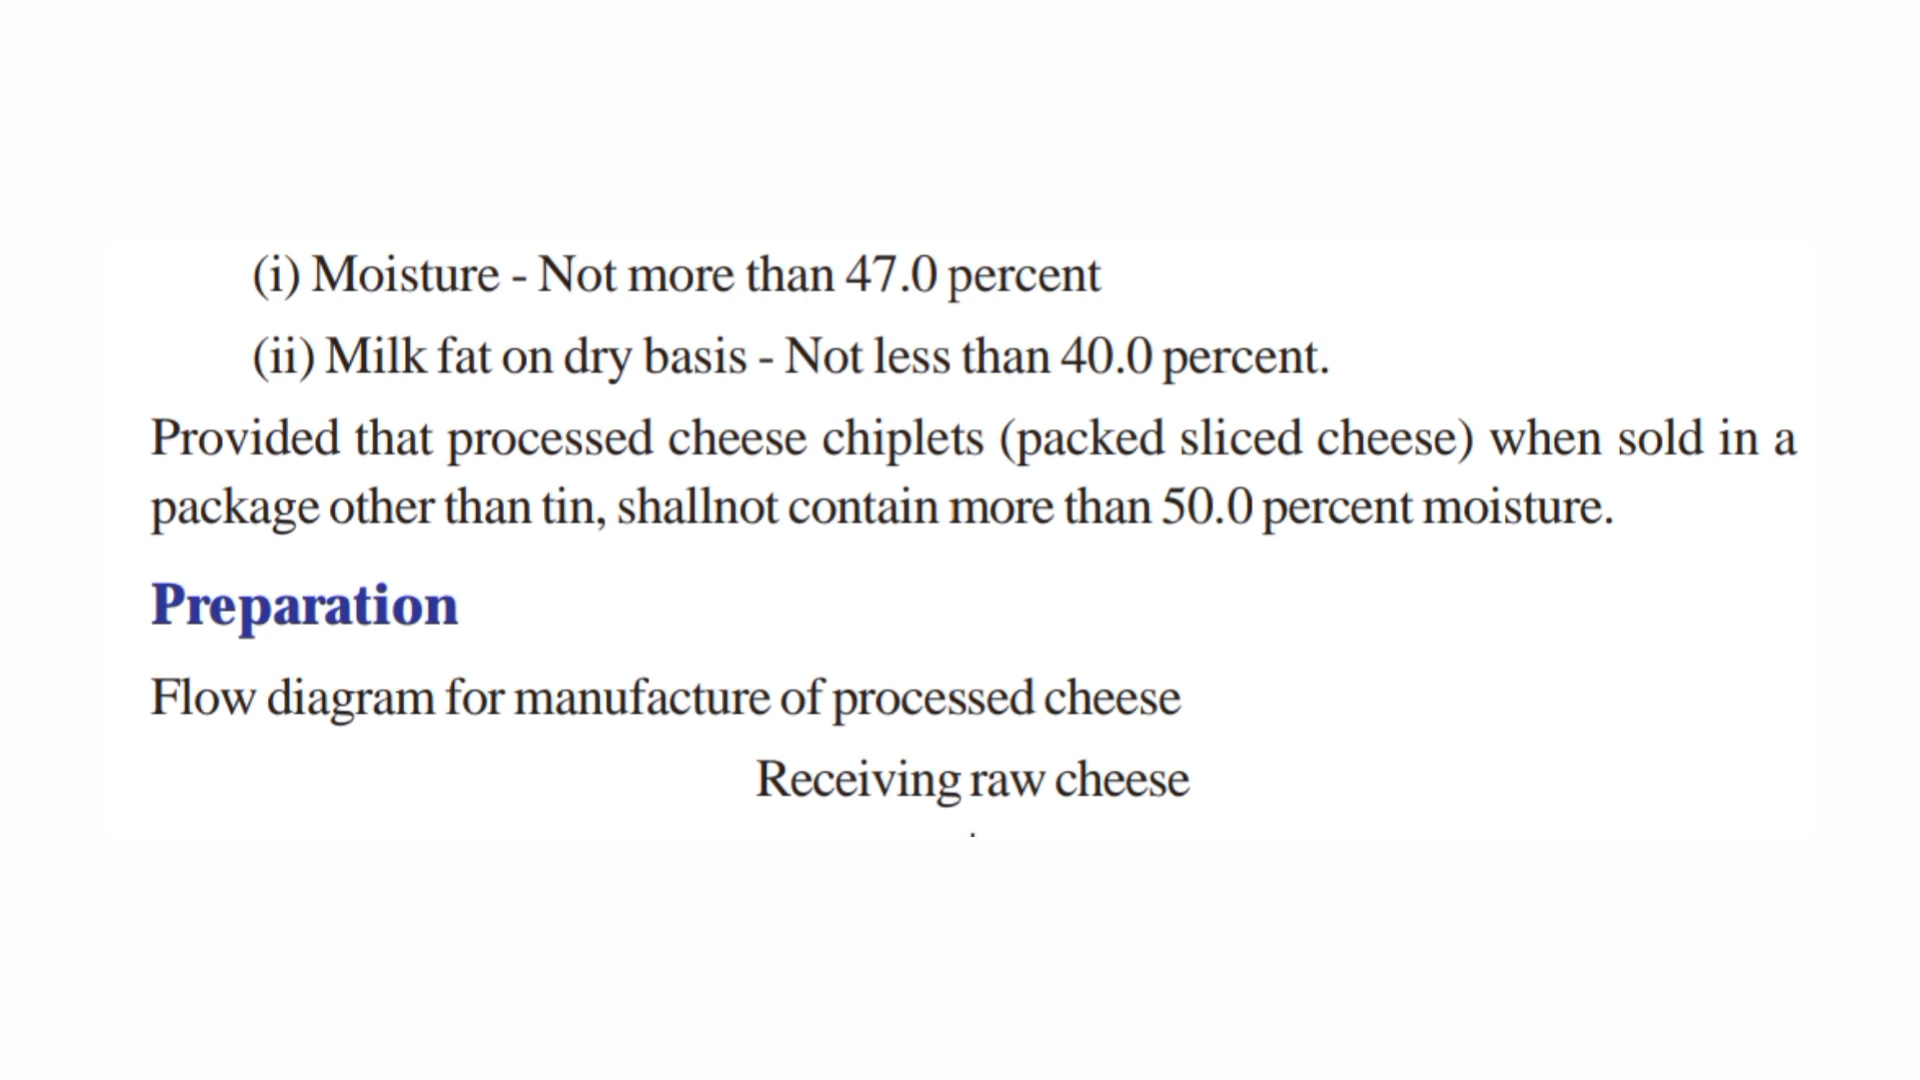 (i) Moisture - Not more than 47.0 percent
(ii) Milk fat on dry basis - Not less than 40.0 percent.
Provided that processed cheese chiplets (packed sliced cheese) when sold in a
package other than tin, shallnot contain more than 50.0 percent moisture.
Preparation
Flow diagram for manufacture of processed cheese
Receiving raw cheese